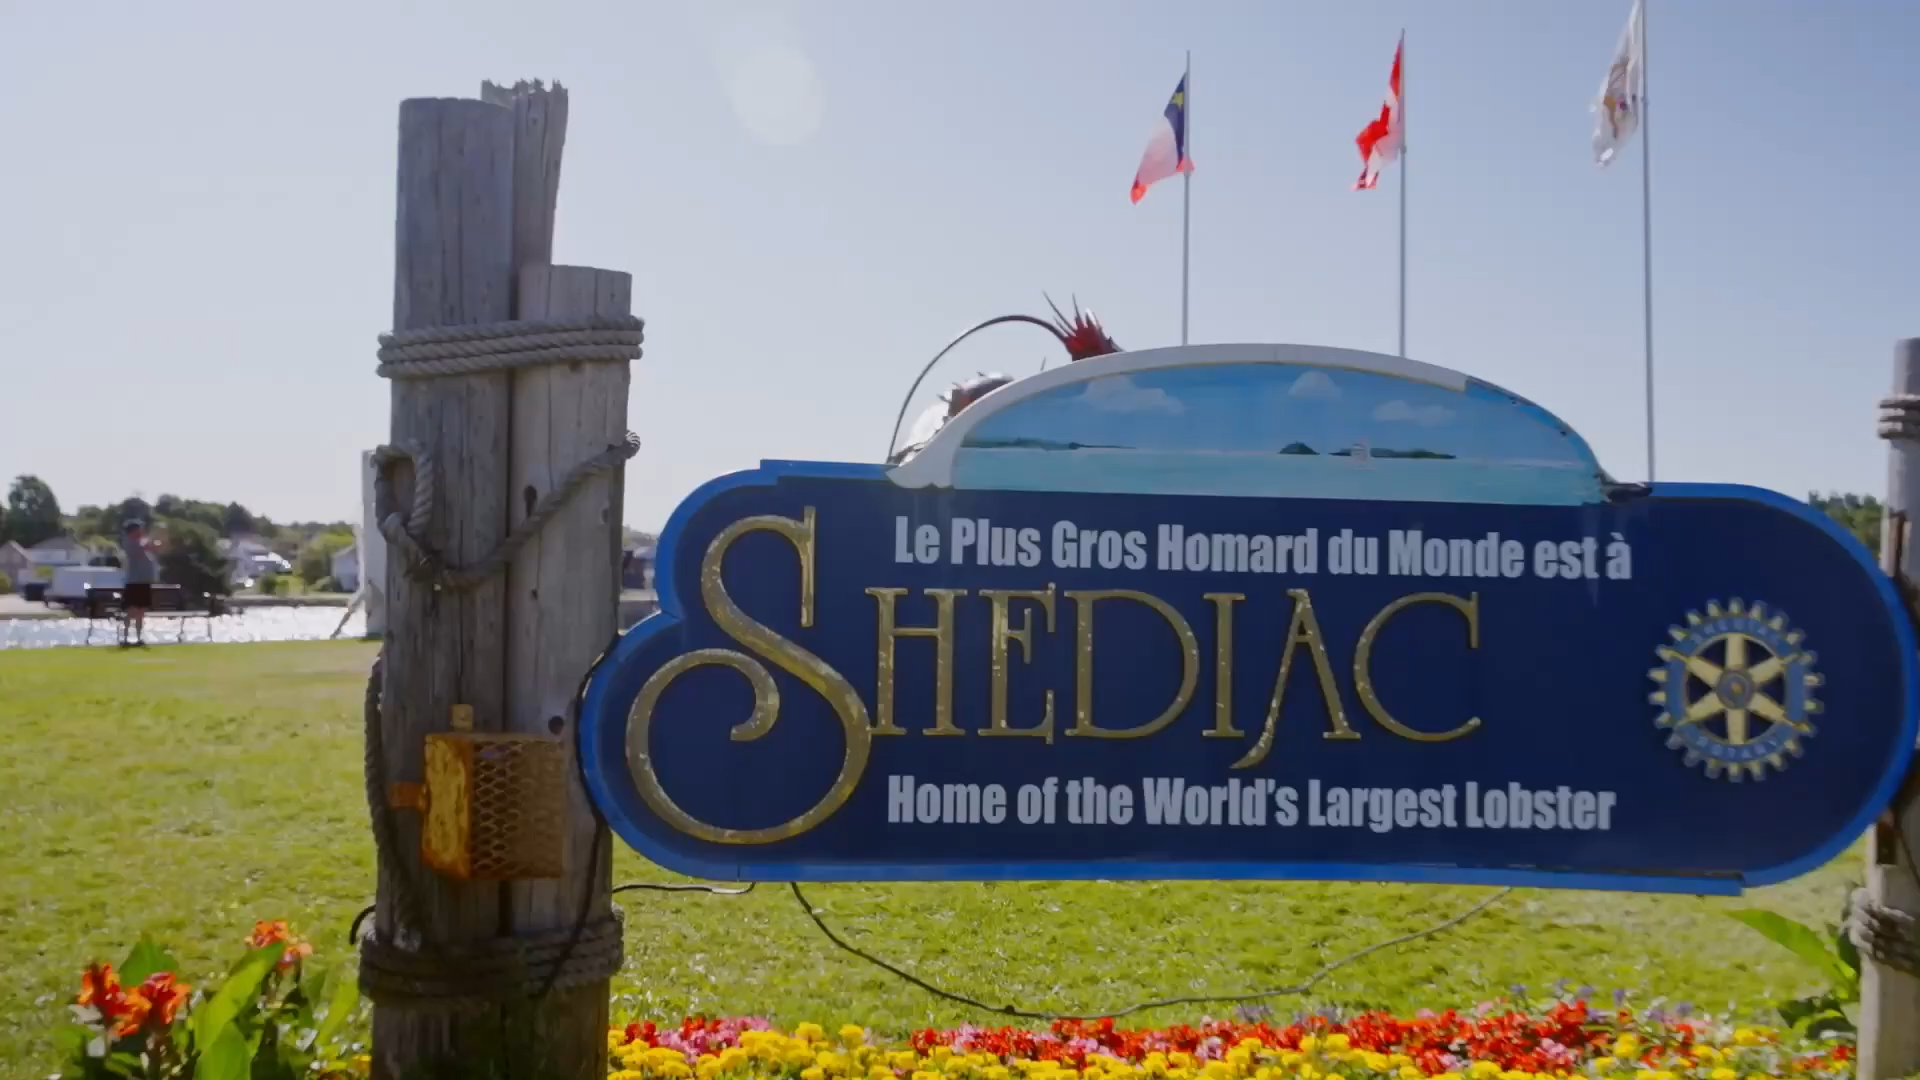 Le Plus Gros Homard du Monde est à
SHEDIAC
Home of the World's Largest Lobster